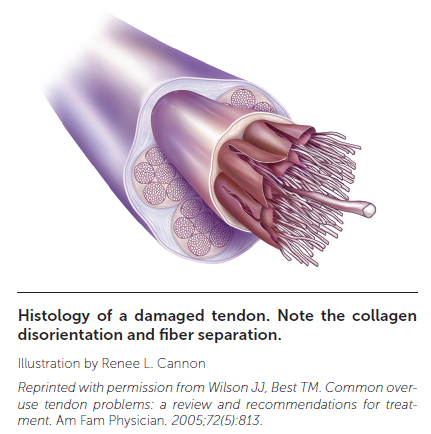 Histology of a damaged tendon. Note the collagen
disorientation and fiber separation.
Illustration by Renee L. Cannon
Reprinted with permission from Wilson JJ, Best TM. Common over-
use tendon problems: a review and recommendations for treat-
ment. Am Fam Physician. 2005;72(5):813.